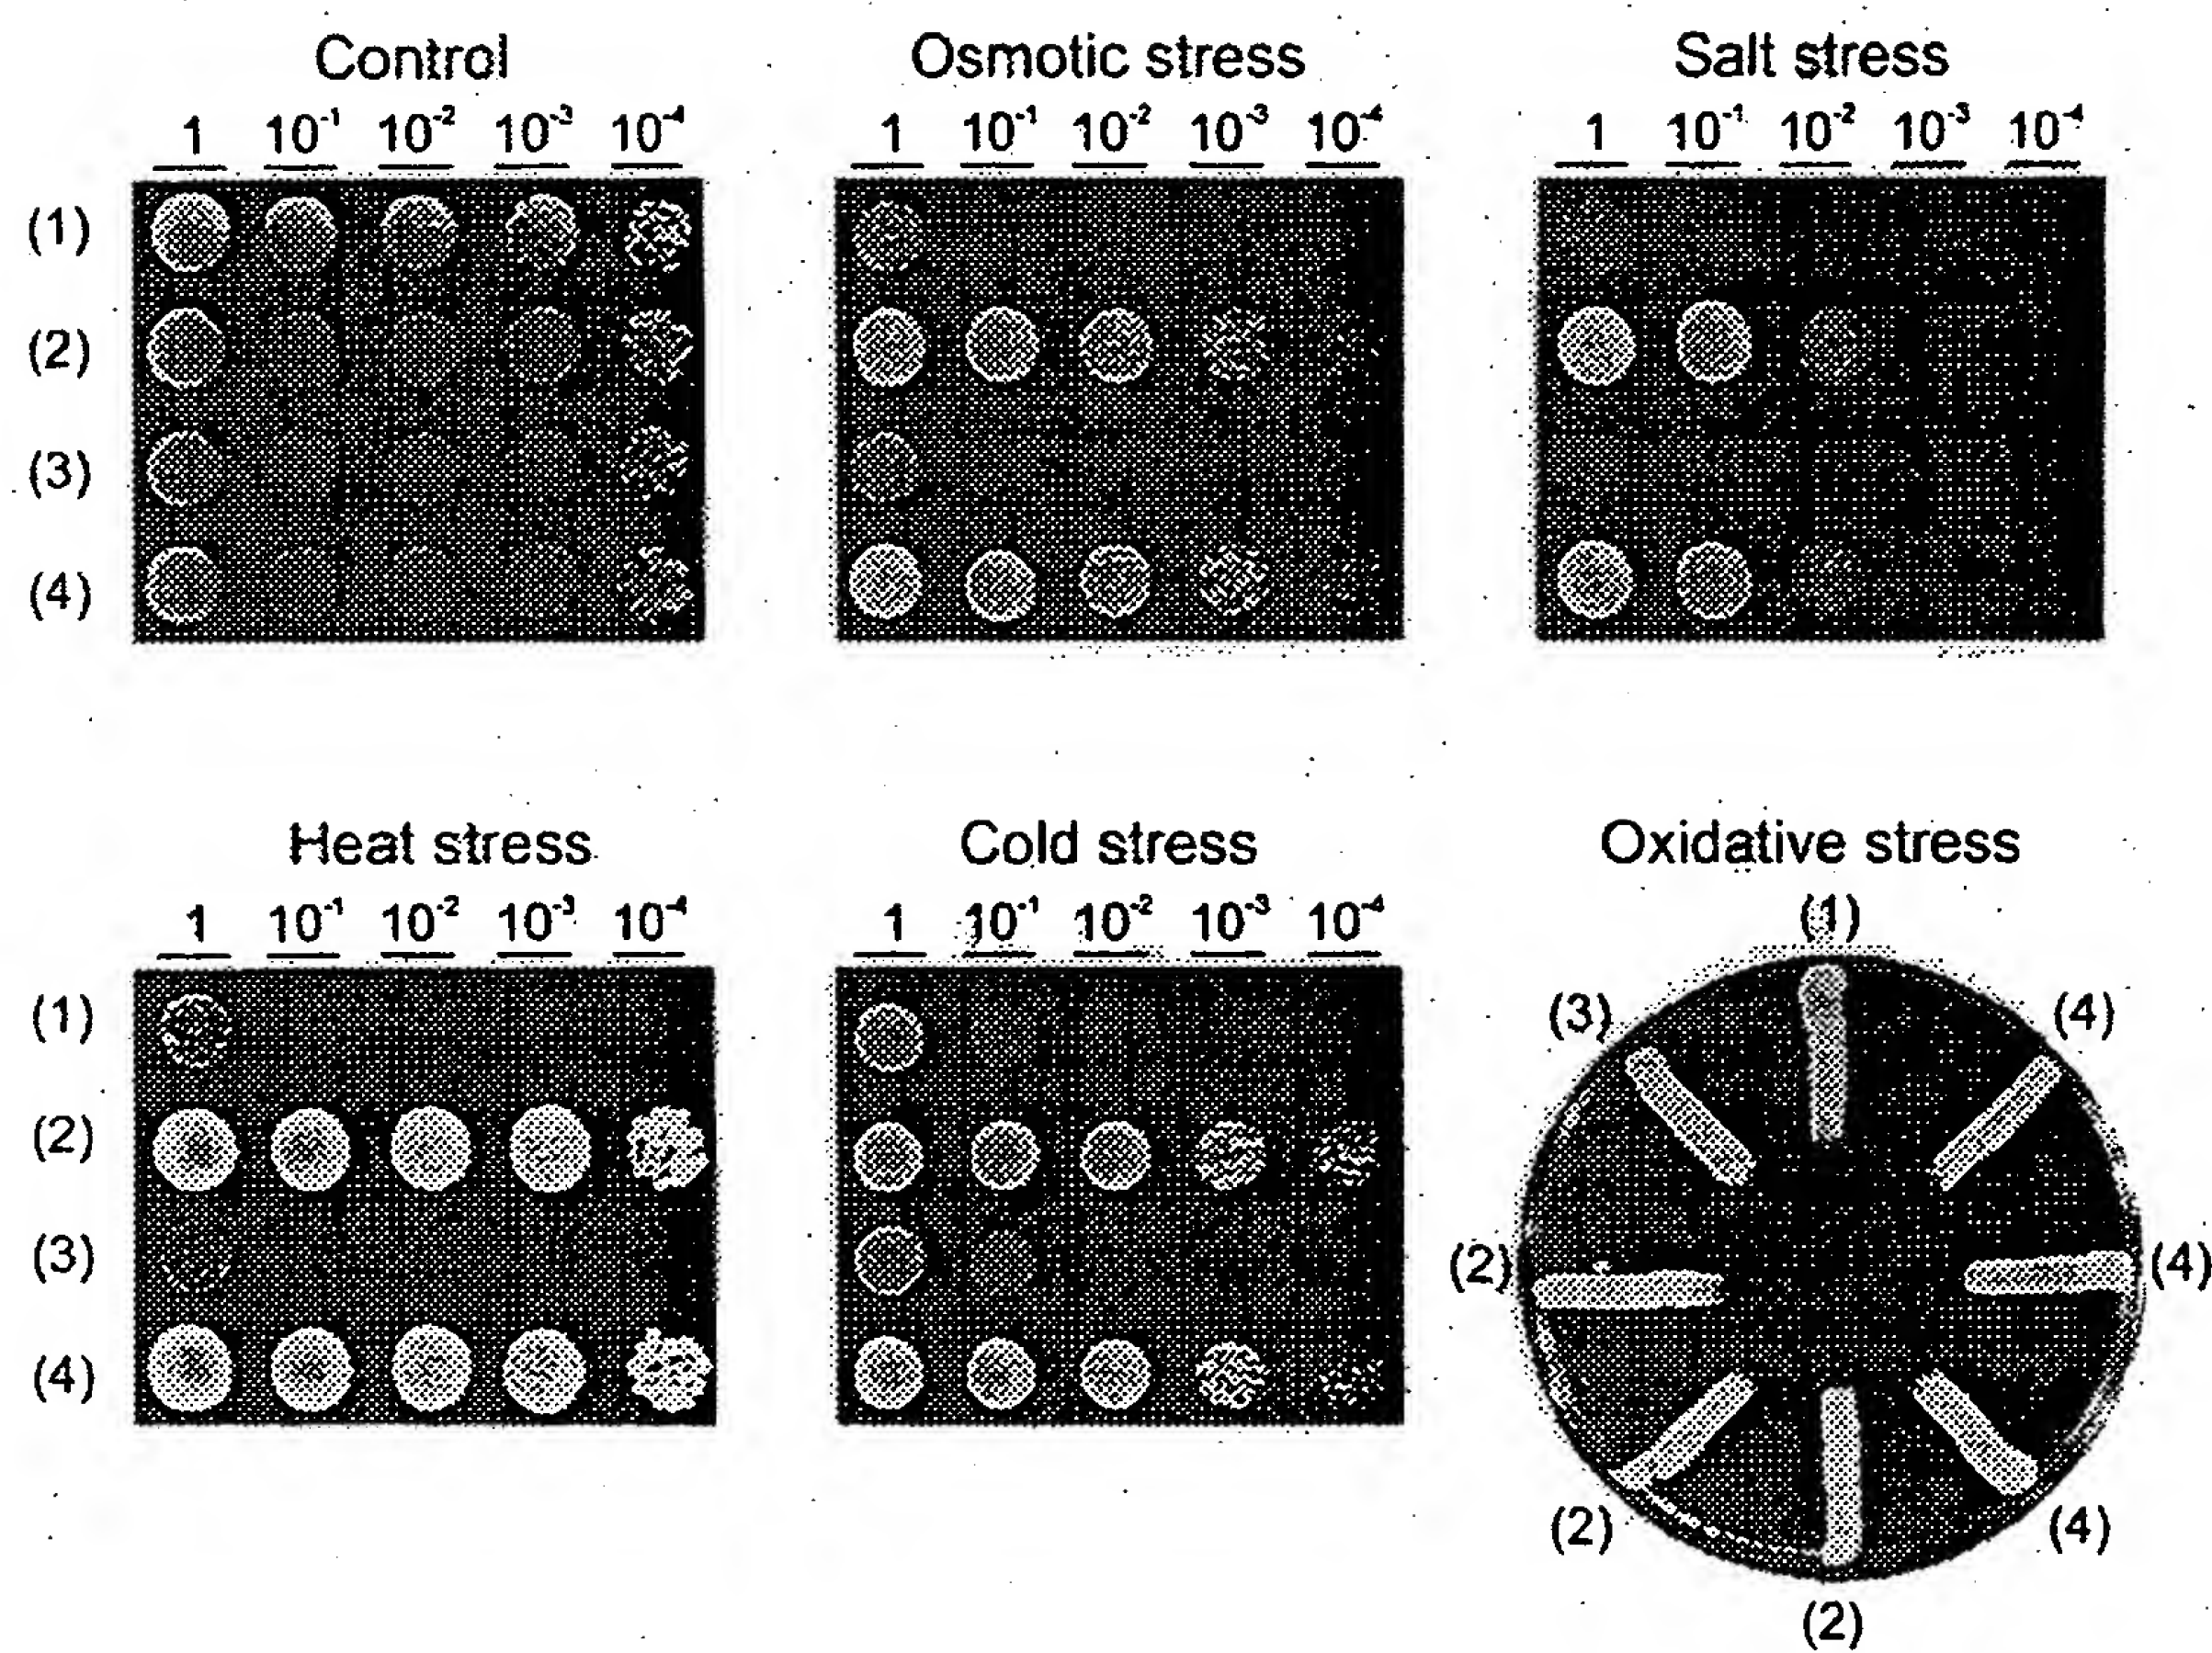 Control
1 10⁻¹ 10⁻² 10⁻³ 10⁻⁴
(1)
(2)
(3)
(4)
Osmotic stress
1 10⁻¹ 10⁻² 10⁻³ 10⁻⁴
Salt stress
1 10⁻¹ 10⁻² 10⁻³ 10⁻⁴
Heat stress
1 10⁻¹ 10⁻² 10⁻³ 10⁻⁴
(1)
(2)
(3)
(4)
Cold stress
1 10⁻¹ 10⁻² 10⁻³ 10⁻⁴
Oxidative stress
(1)
(3) (4)
(2) (4)
(2) (4)
(2)